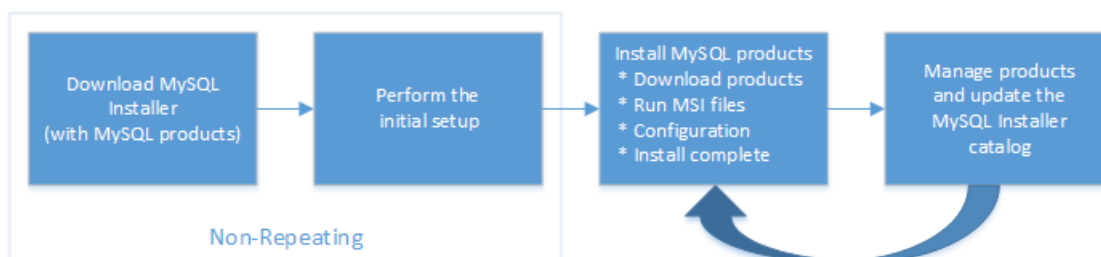 Download MySQL
Installer
(with MySQL products)
Perform the
initial setup
Install MySQL products
* Download products
* Run MSI files
* Configuration
* Install complete
Manage products
and update the
MySQL Installer
catalog
Non-Repeating